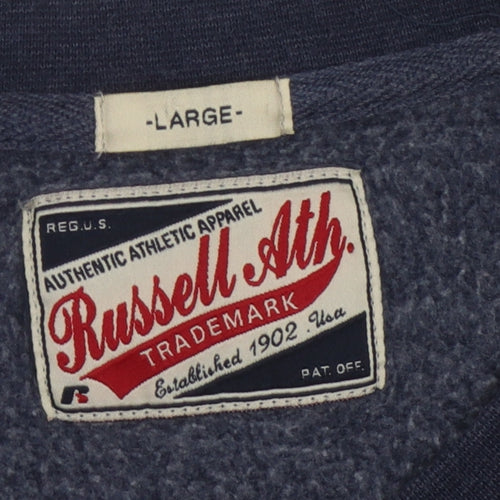 -LARGE-
REG.U.S.
AUTHENTIC ATHLETIC APPAREL
Russell Ath.
TRADEMARK
Established 1902 . Usa
PAT. OFF.
R